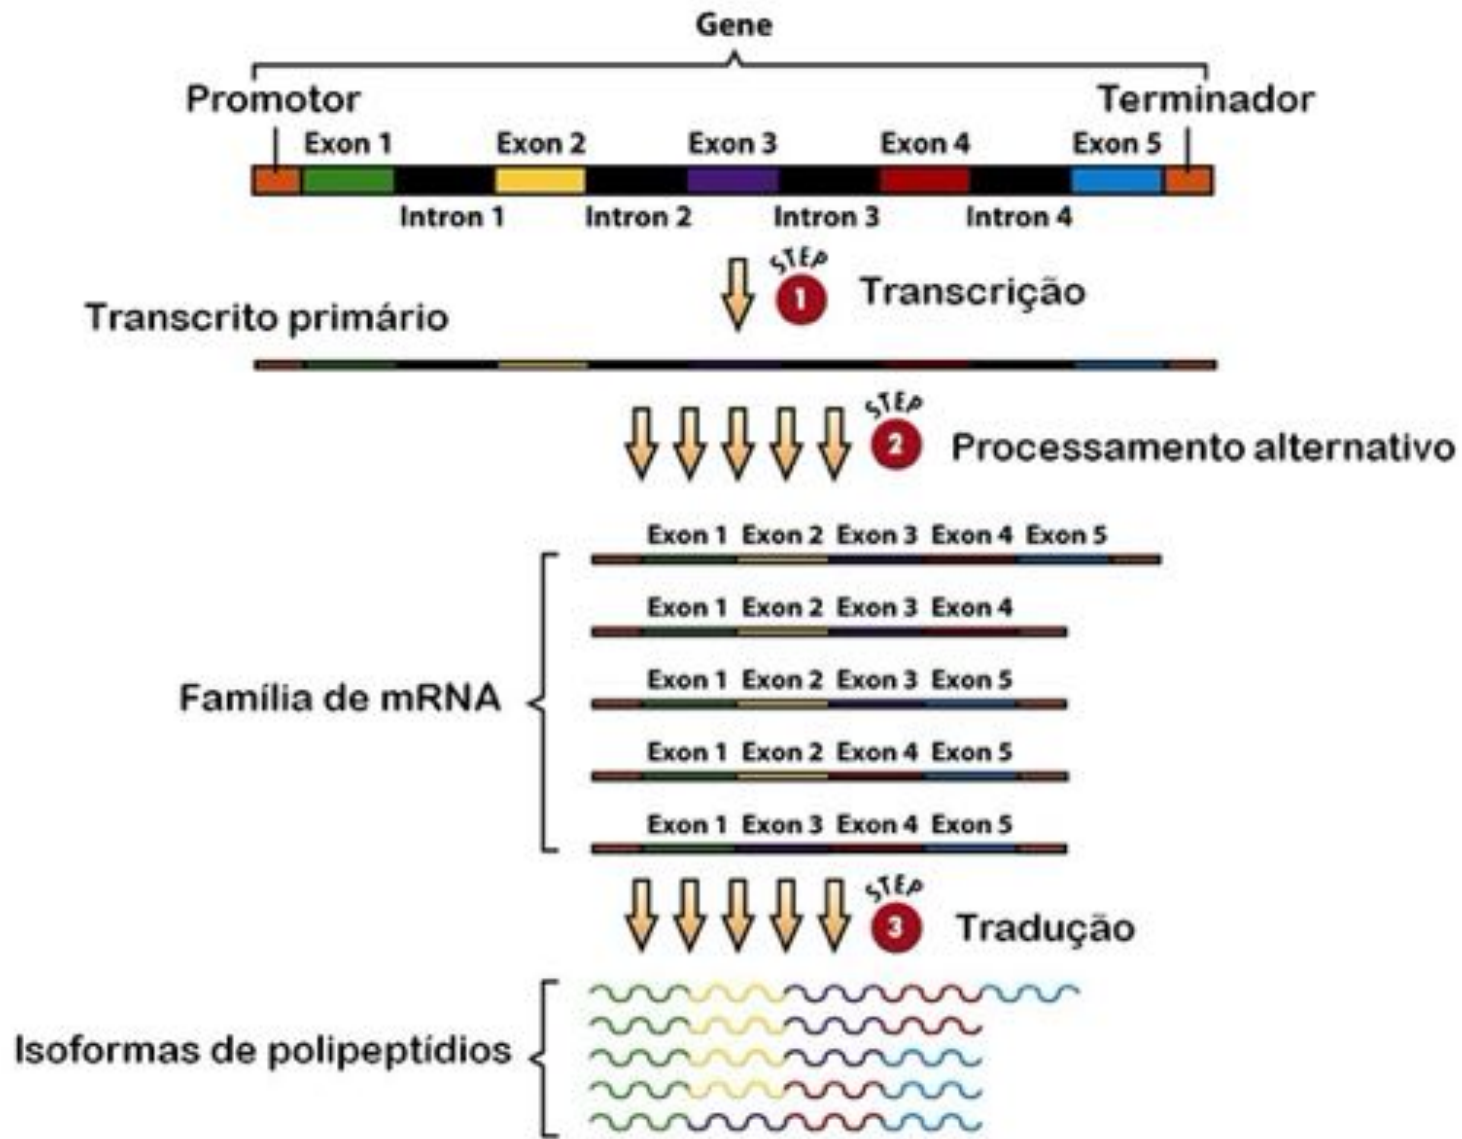 Gene
Promotor
Terminador
Exon 1 Exon 2 Exon 3 Exon 4 Exon 5
Intron 1 Intron 2 Intron 3 Intron 4
STEP
1
Transcrição
Transcrito primário
STEP
2
Processamento alternativo
Exon 1 Exon 2 Exon 3 Exon 4 Exon 5
Exon 1 Exon 2 Exon 3 Exon 4
Família de mRNA
Exon 1 Exon 2 Exon 3 Exon 5
Exon 1 Exon 2 Exon 4 Exon 5
Exon 1 Exon 3 Exon 4 Exon 5
STEP
3
Tradução
Isoformas de polipeptídios